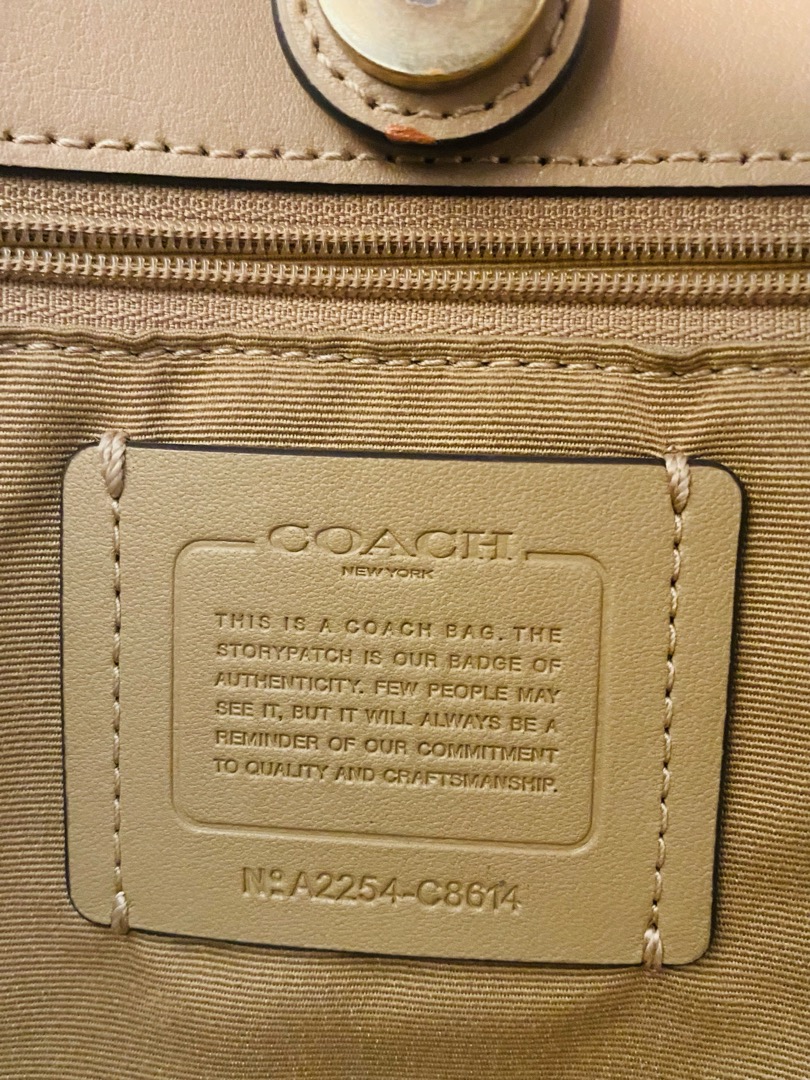 COACH
NEW YORK
THIS IS A COACH BAG. THE
STORYPATCH IS OUR BADGE OF
AUTHENTICITY. FEW PEOPLE MAY
SEE IT, BUT IT WILL ALWAYS BE A
REMINDER OF OUR COMMITMENT
TO QUALITY AND CRAFTSMANSHIP.
Nº A2254-C8614